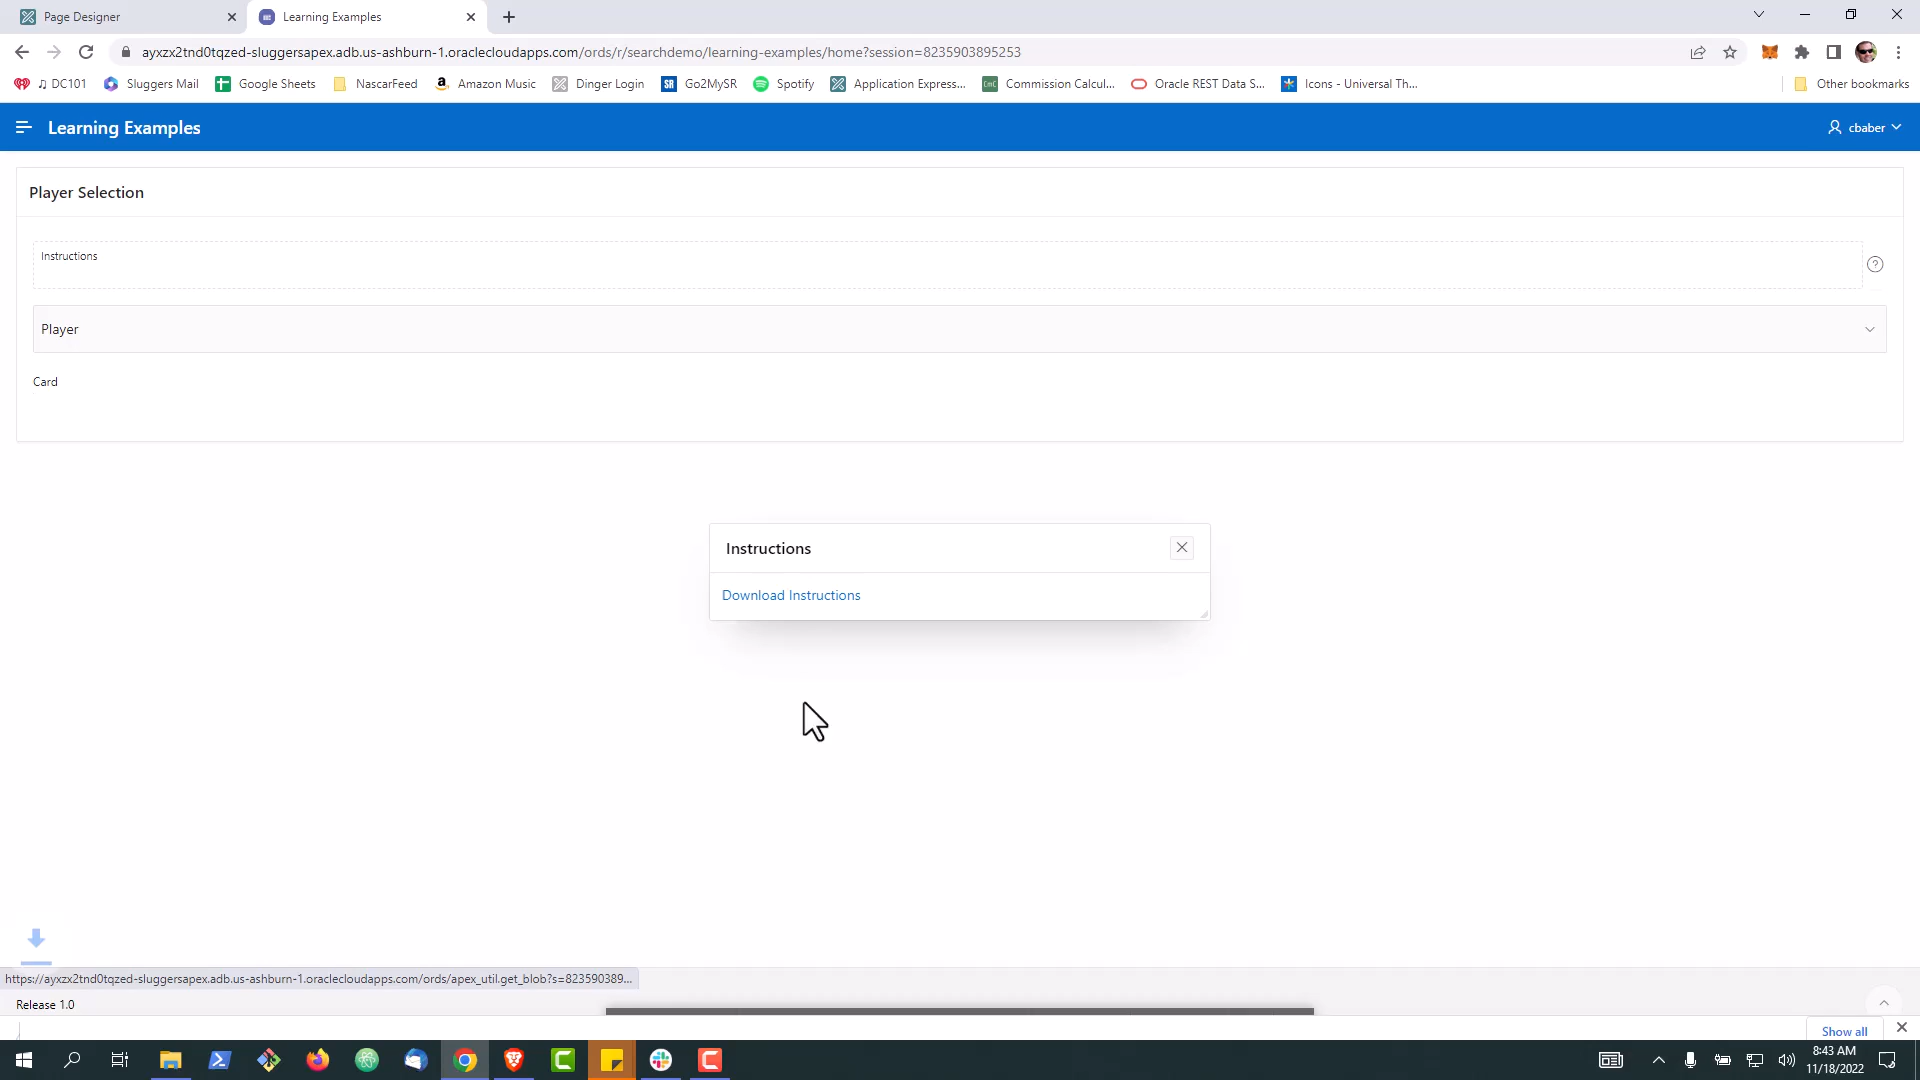 Page Designer
Learning Examples
ayxzx2tnd0tqzed-sluggersapex.adb.us-ashburn-1.oraclecloudapps.com/ords/r/searchdemo/learning-examples/home?session=8235903895253
♫ DC101
Sluggers Mail
Google Sheets
NascarFeed
Amazon Music
Dinger Login
SR Go2MySR
Spotify
Application Express...
CmC Commission Calcul...
Oracle REST Data S...
Icons - Universal Th...
Other bookmarks
Learning Examples
cbaber
Player Selection
Instructions
Player
Card
Instructions
Download Instructions
https://ayxzx2tnd0tqzed-sluggersapex.adb.us-ashburn-1.oraclecloudapps.com/ords/apex_util.get_blob?s=823590389...
Release 1.0
Show all
8:43 AM
11/18/2022